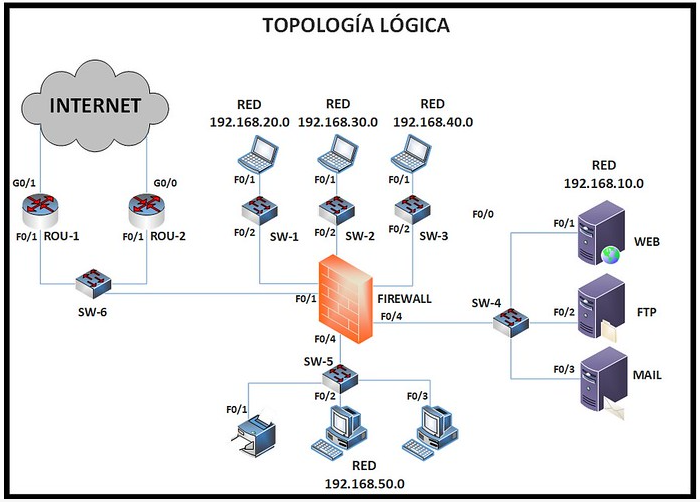 TOPOLOGÍA LÓGICA
INTERNET
RED
192.168.20.0
RED
192.168.30.0
RED
192.168.40.0
RED
192.168.10.0
G0/1
G0/0
F0/1
F0/1
F0/1
F0/0
F0/1
WEB
F0/1
ROU-1
F0/1
ROU-2
F0/2
SW-1
F0/2
SW-2
F0/2
SW-3
SW-6
F0/1
FIREWALL
F0/4
SW-4
F0/2
FTP
F0/3
MAIL
F0/4
SW-5
F0/1
F0/2
F0/3
RED
192.168.50.0